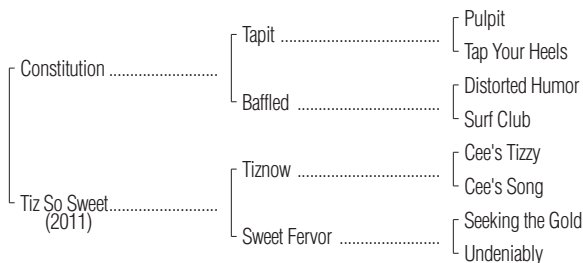 Pulpit
Tapit
Tap Your Heels
Constitution
Distorted Humor
Baffled
Surf Club
Cee's Tizzy
Tiznow
Cee's Song
Tiz So Sweet
(2011)
Seeking the Gold
Sweet Fervor
Undeniably